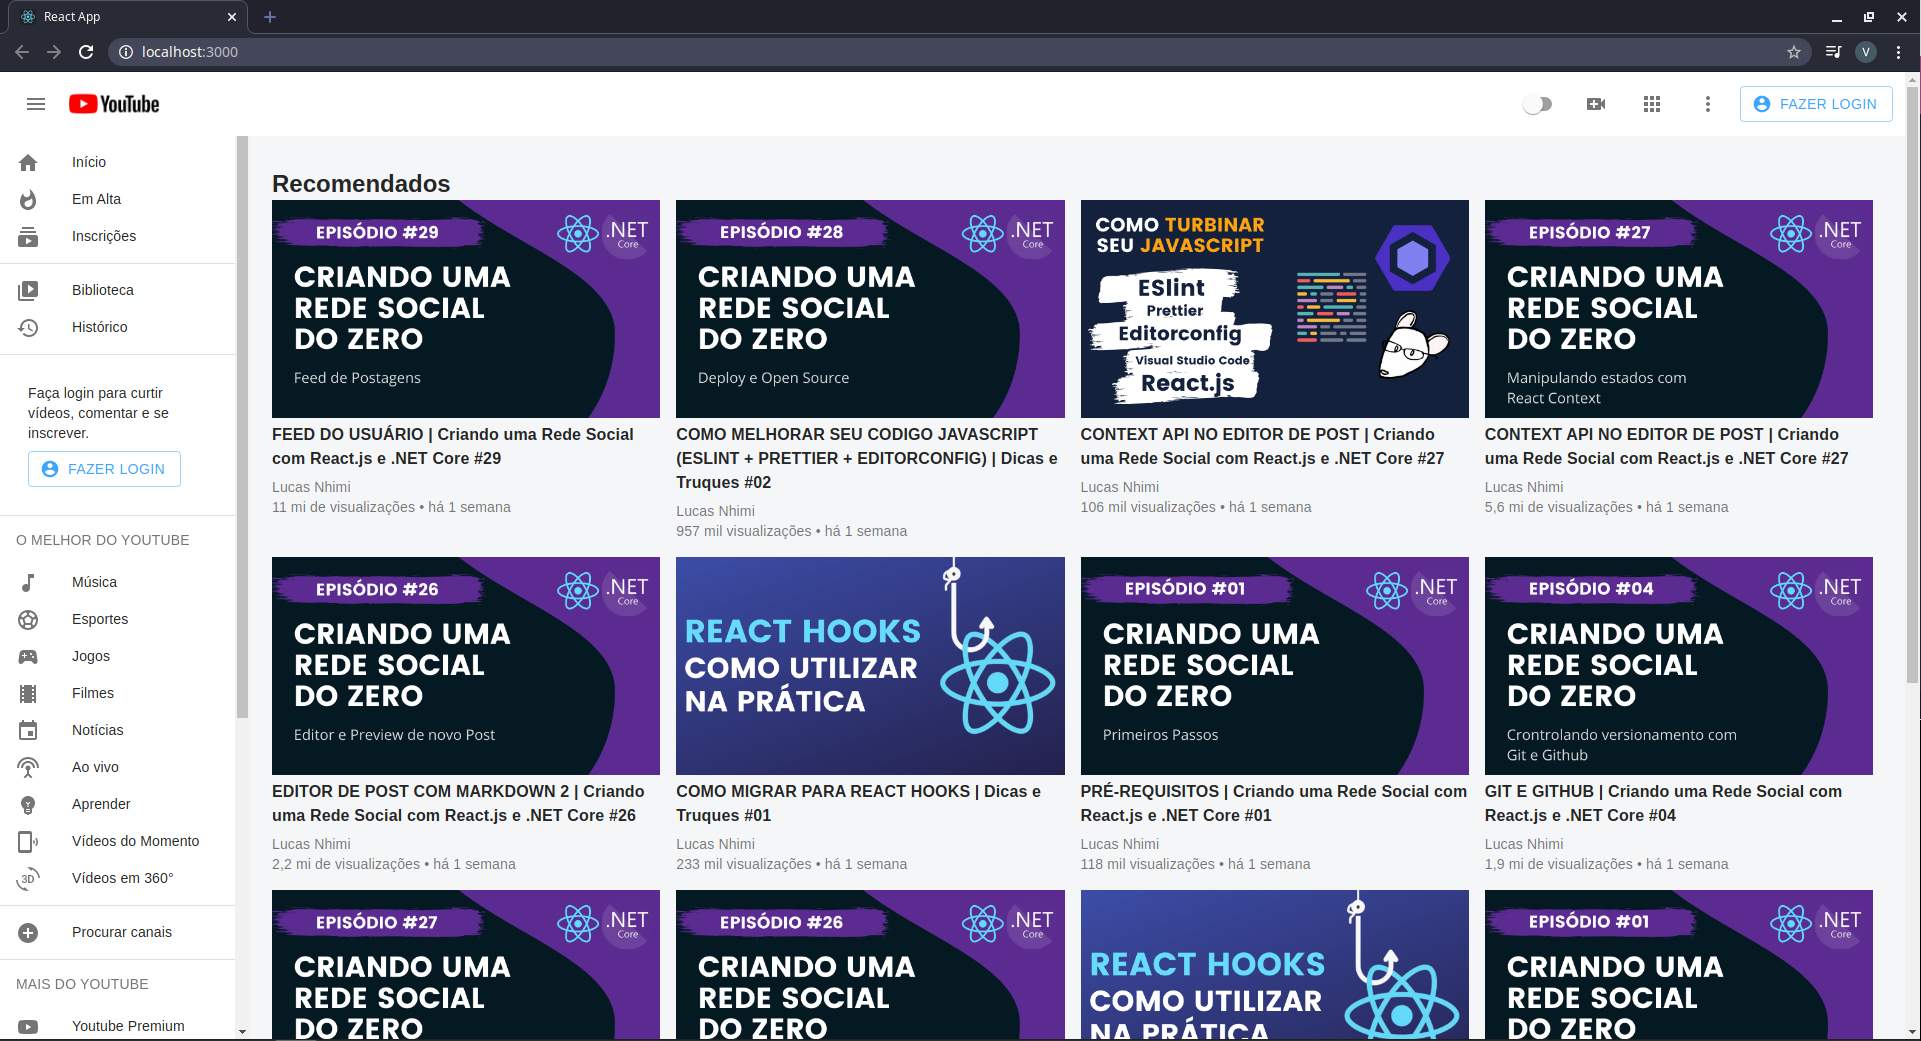 React App
localhost:3000
V
YouTube
FAZER LOGIN
Início
Em Alta
Inscrições
Biblioteca
Histórico
Faça login para curtir
vídeos, comentar e se
inscrever.
FAZER LOGIN
O MELHOR DO YOUTUBE
Música
Esportes
Jogos
Filmes
Notícias
Ao vivo
Aprender
Vídeos do Momento
3D
Vídeos em 360°
Procurar canais
MAIS DO YOUTUBE
Youtube Premium
Recomendados
EPISÓDIO #29
.NET
Core
CRIANDO UMA
REDE SOCIAL
DO ZERO
Feed de Postagens
FEED DO USUÁRIO | Criando uma Rede Social
com React.js e .NET Core #29
Lucas Nhimi
11 mi de visualizações • há 1 semana
EPISÓDIO #28
.NET
Core
CRIANDO UMA
REDE SOCIAL
DO ZERO
Deploy e Open Source
COMO MELHORAR SEU CODIGO JAVASCRIPT
(ESLINT + PRETTIER + EDITORCONFIG) | Dicas e
Truques #02
Lucas Nhimi
957 mil visualizações • há 1 semana
COMO TURBINAR
SEU JAVASCRIPT
ESlint
Prettier
Editorconfig
Visual Studio Code
React.js
CONTEXT API NO EDITOR DE POST | Criando
uma Rede Social com React.js e .NET Core #27
Lucas Nhimi
106 mil visualizações • há 1 semana
EPISÓDIO #27
.NET
Core
CRIANDO UMA
REDE SOCIAL
DO ZERO
Manipulando estados com
React Context
CONTEXT API NO EDITOR DE POST | Criando
uma Rede Social com React.js e .NET Core #27
Lucas Nhimi
5,6 mi de visualizações • há 1 semana
EPISÓDIO #26
.NET
Core
CRIANDO UMA
REDE SOCIAL
DO ZERO
Editor e Preview de novo Post
EDITOR DE POST COM MARKDOWN 2 | Criando
uma Rede Social com React.js e .NET Core #26
Lucas Nhimi
2,2 mi de visualizações • há 1 semana
REACT HOOKS
COMO UTILIZAR
NA PRÁTICA
COMO MIGRAR PARA REACT HOOKS | Dicas e
Truques #01
Lucas Nhimi
233 mil visualizações • há 1 semana
EPISÓDIO #01
.NET
Core
CRIANDO UMA
REDE SOCIAL
DO ZERO
Primeiros Passos
PRÉ-REQUISITOS | Criando uma Rede Social com
React.js e .NET Core #01
Lucas Nhimi
118 mil visualizações • há 1 semana
EPISÓDIO #04
.NET
Core
CRIANDO UMA
REDE SOCIAL
DO ZERO
Crontrolando versionamento com
Git e Github
GIT E GITHUB | Criando uma Rede Social com
React.js e .NET Core #04
Lucas Nhimi
1,9 mi de visualizações • há 1 semana
EPISÓDIO #27
.NET
Core
CRIANDO UMA
REDE SOCIAL
DO ZERO
EPISÓDIO #26
.NET
Core
CRIANDO UMA
REDE SOCIAL
DO ZERO
REACT HOOKS
COMO UTILIZAR
NA PRÁTICA
EPISÓDIO #01
.NET
Core
CRIANDO UMA
REDE SOCIAL
DO ZERO